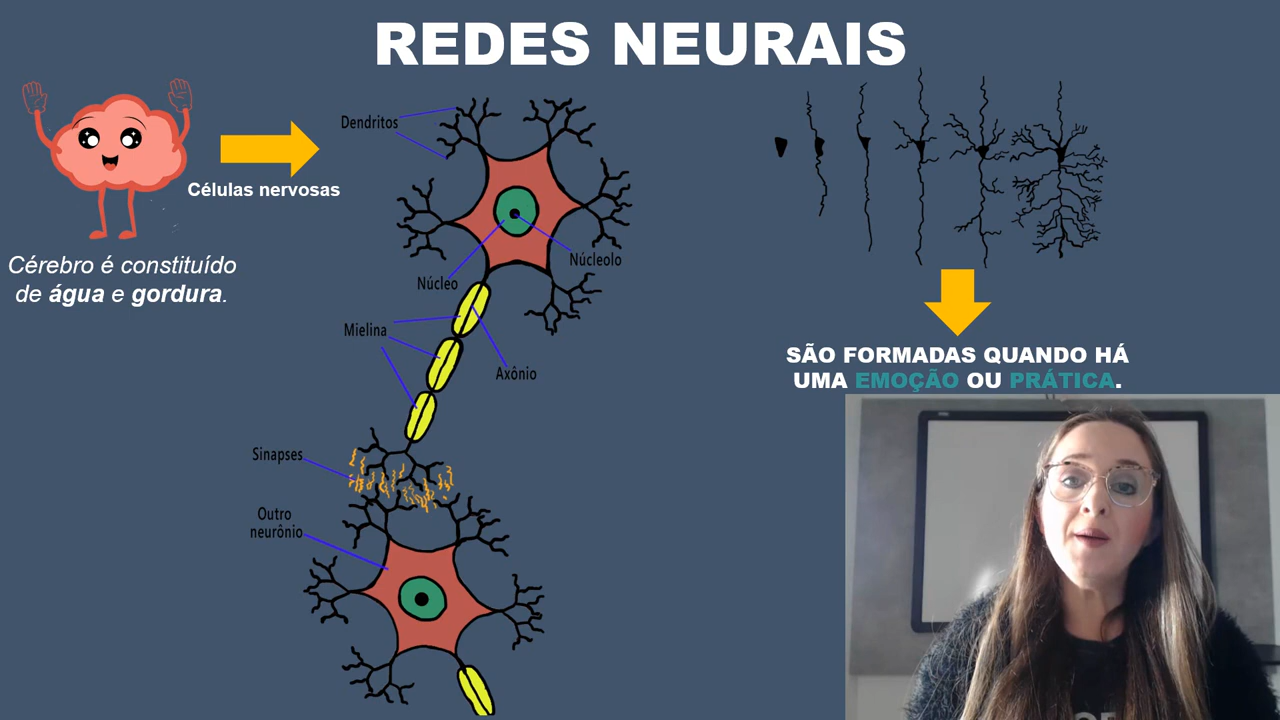 REDES NEURAIS
Dendritos
Células nervosas
Cérebro é constituído
de água e gordura.
Núcleolo
Núcleo
Mielina
Axônio
SÃO FORMADAS QUANDO HÁ
UMA EMOÇÃO OU PRÁTICA.
Sinapses
Outro
neurônio